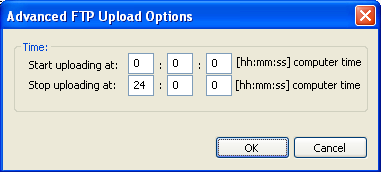 Advanced FTP Upload Options
Time:
Start uploading at: 0 : 0 : 0 [hh:mm:ss] computer time
Stop uploading at: 24 : 0 0 [hh:mm:ss] computer time
OK Cancel